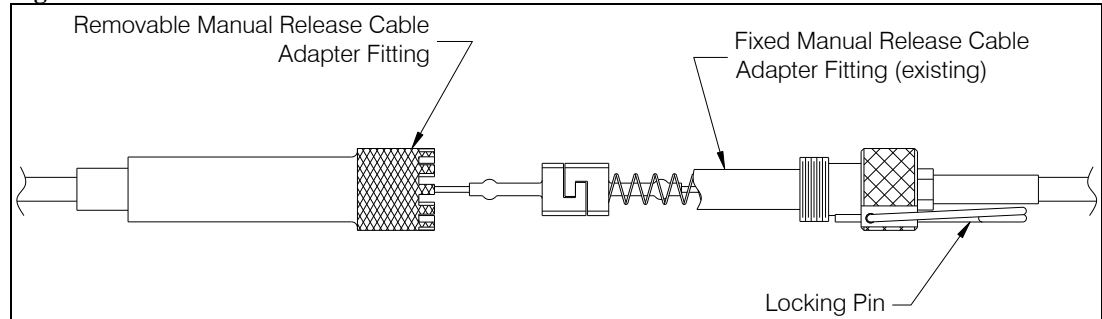 Removable Manual Release Cable
Adapter Fitting
Fixed Manual Release Cable
Adapter Fitting (existing)
Locking Pin